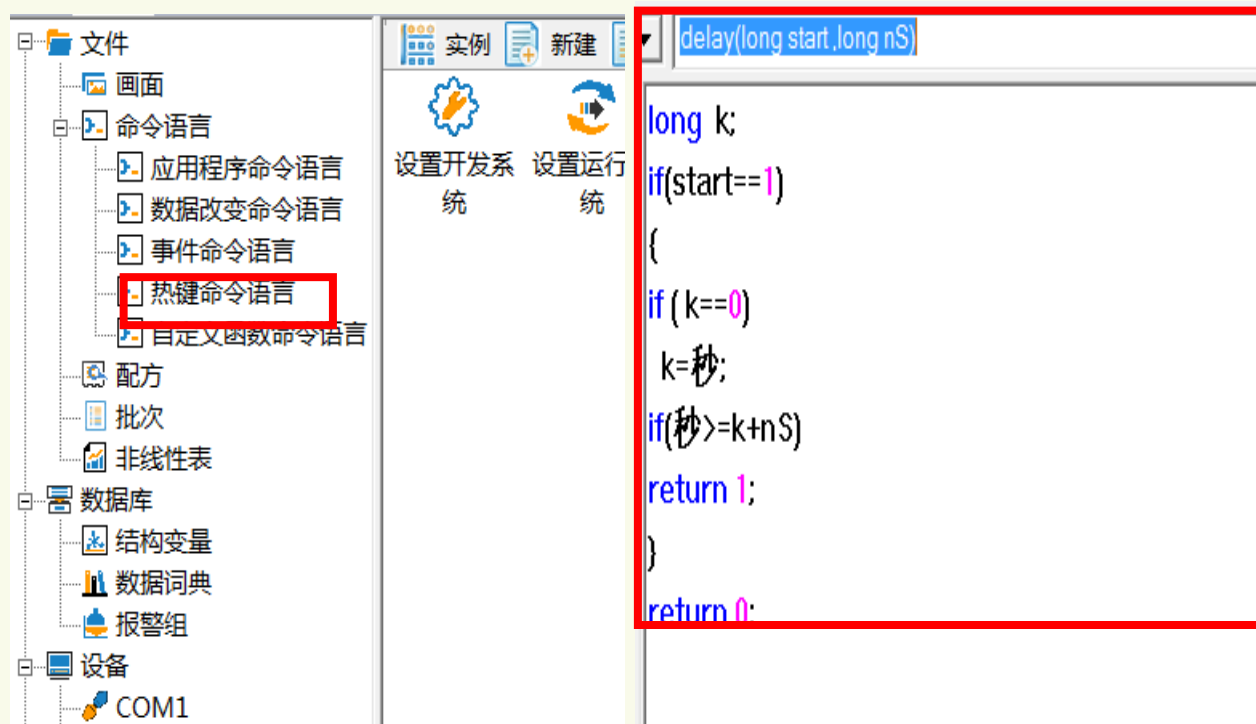 文件
画面
命令语言
应用程序命令语言
数据改变命令语言
事件命令语言
热键命令语言
自定义函数命令语言
配方
批次
非线性表
数据库
结构变量
数据词典
报警组
设备
COM1
实例 新建
设置开发系统
设置运行统
delay(long start ,long nS)
long k;
if(start==1)
{
if ( k==0)
k=秒;
if(秒>=k+nS)
return 1;
}
return 0;